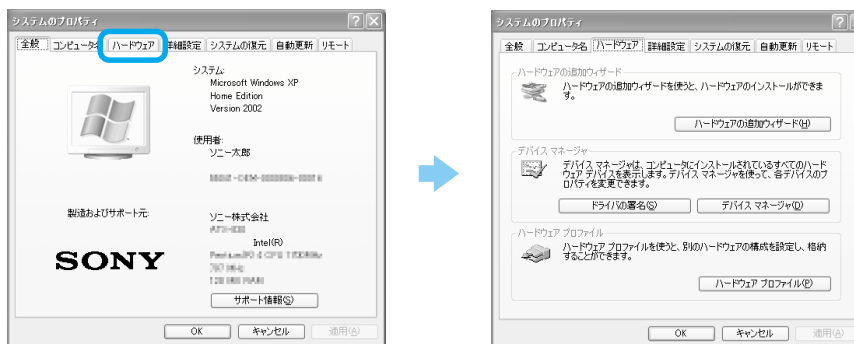 システムのプロパティ
全般 コンピュータ名 ハードウェア 詳細設定 システムの復元 自動更新 リモート
システム:
Microsoft Windows XP
Home Edition
Version 2002
使用者:
ソニー太郎
製造およびサポート元:
ソニー株式会社
Intel(R)
SONY
サポート情報(S)
OK キャンセル 適用(A)
システムのプロパティ
全般 コンピュータ名 ハードウェア 詳細設定 システムの復元 自動更新 リモート
ハードウェアの追加ウィザード
ハードウェアの追加ウィザードを使うと、ハードウェアのインストールができま
す。
ハードウェアの追加ウィザード(H)
デバイス マネージャ
デバイス マネージャは、コンピュータにインストールされているすべてのハード
ウェア デバイスを表示します。デバイス マネージャを使って、各デバイスのプ
ロパティを変更できます。
ドライバの署名(S) デバイス マネージャ(D)
ハードウェア プロファイル
ハードウェア プロファイルを使うと、別のハードウェアの構成を設定し、格納
することができます。
ハードウェア プロファイル(P)
OK キャンセル 適用(A)